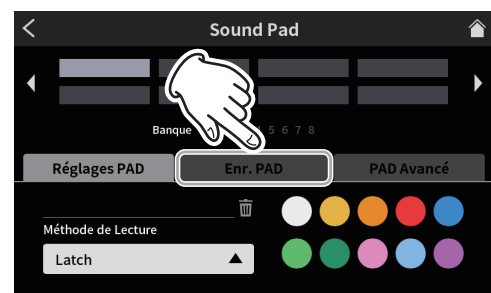 Sound Pad
Banque 5 6 7 8
Réglages PAD Enr. PAD PAD Avancé
Méthode de Lecture
Latch